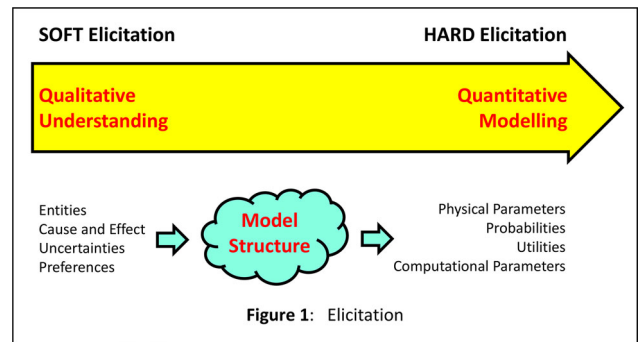 SOFT Elicitation
HARD Elicitation
Qualitative
Understanding
Quantitative
Modelling
Entities
Cause and Effect
Uncertainties
Preferences
Model
Structure
Physical Parameters
Probabilities
Utilities
Computational Parameters
Figure 1: Elicitation